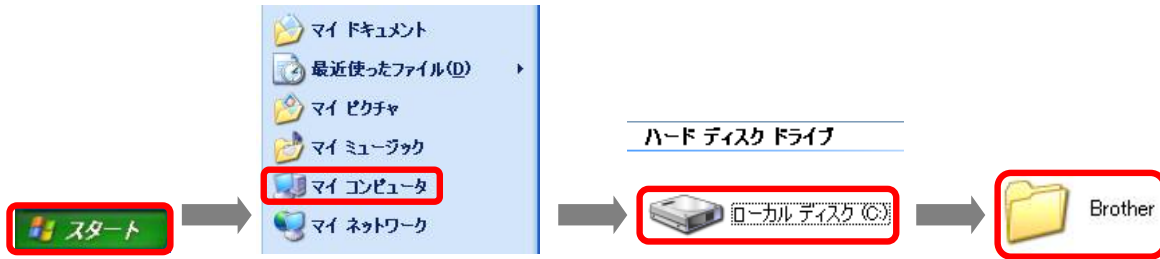 スタート
マイ ドキュメント
最近使ったファイル(D)
マイ ピクチャ
マイ ミュージック
マイ コンピュータ
マイ ネットワーク
ハード ディスク ドライブ
ローカル ディスク (C:)
Brother